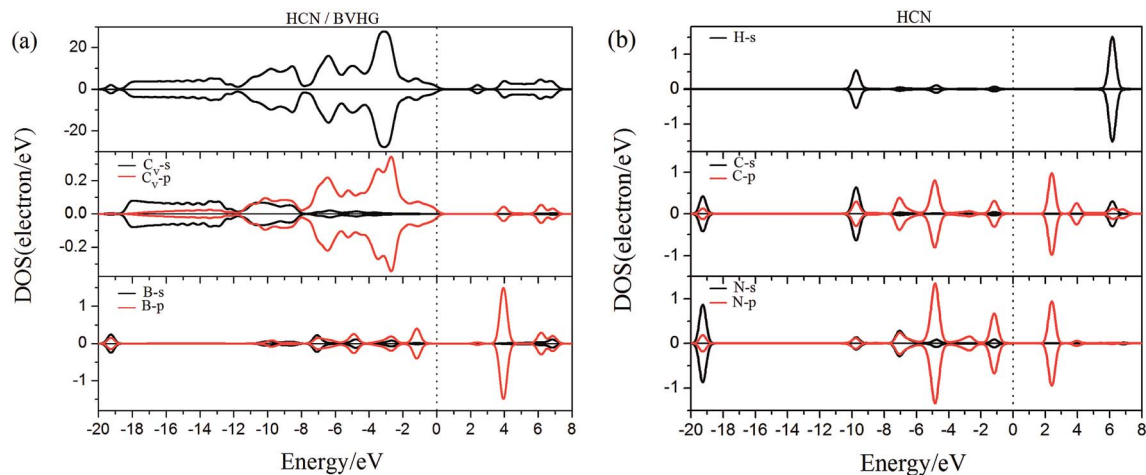 (a)
HCN / BVHG
DOS(electron/eV)
20
0
-20
C_v-s
C_v-p
0.2
0.0
-0.2
B-s
B-p
1
0
-1
-20 -18 -16 -14 -12 -10 -8 -6 -4 -2 0 2 4 6 8
Energy/eV
(b)
HCN
DOS(electron/eV)
H-s
1
0
-1
C-s
C-p
1
0
-1
N-s
N-p
1
0
-1
-20 -18 -16 -14 -12 -10 -8 -6 -4 -2 0 2 4 6 8
Energy/eV